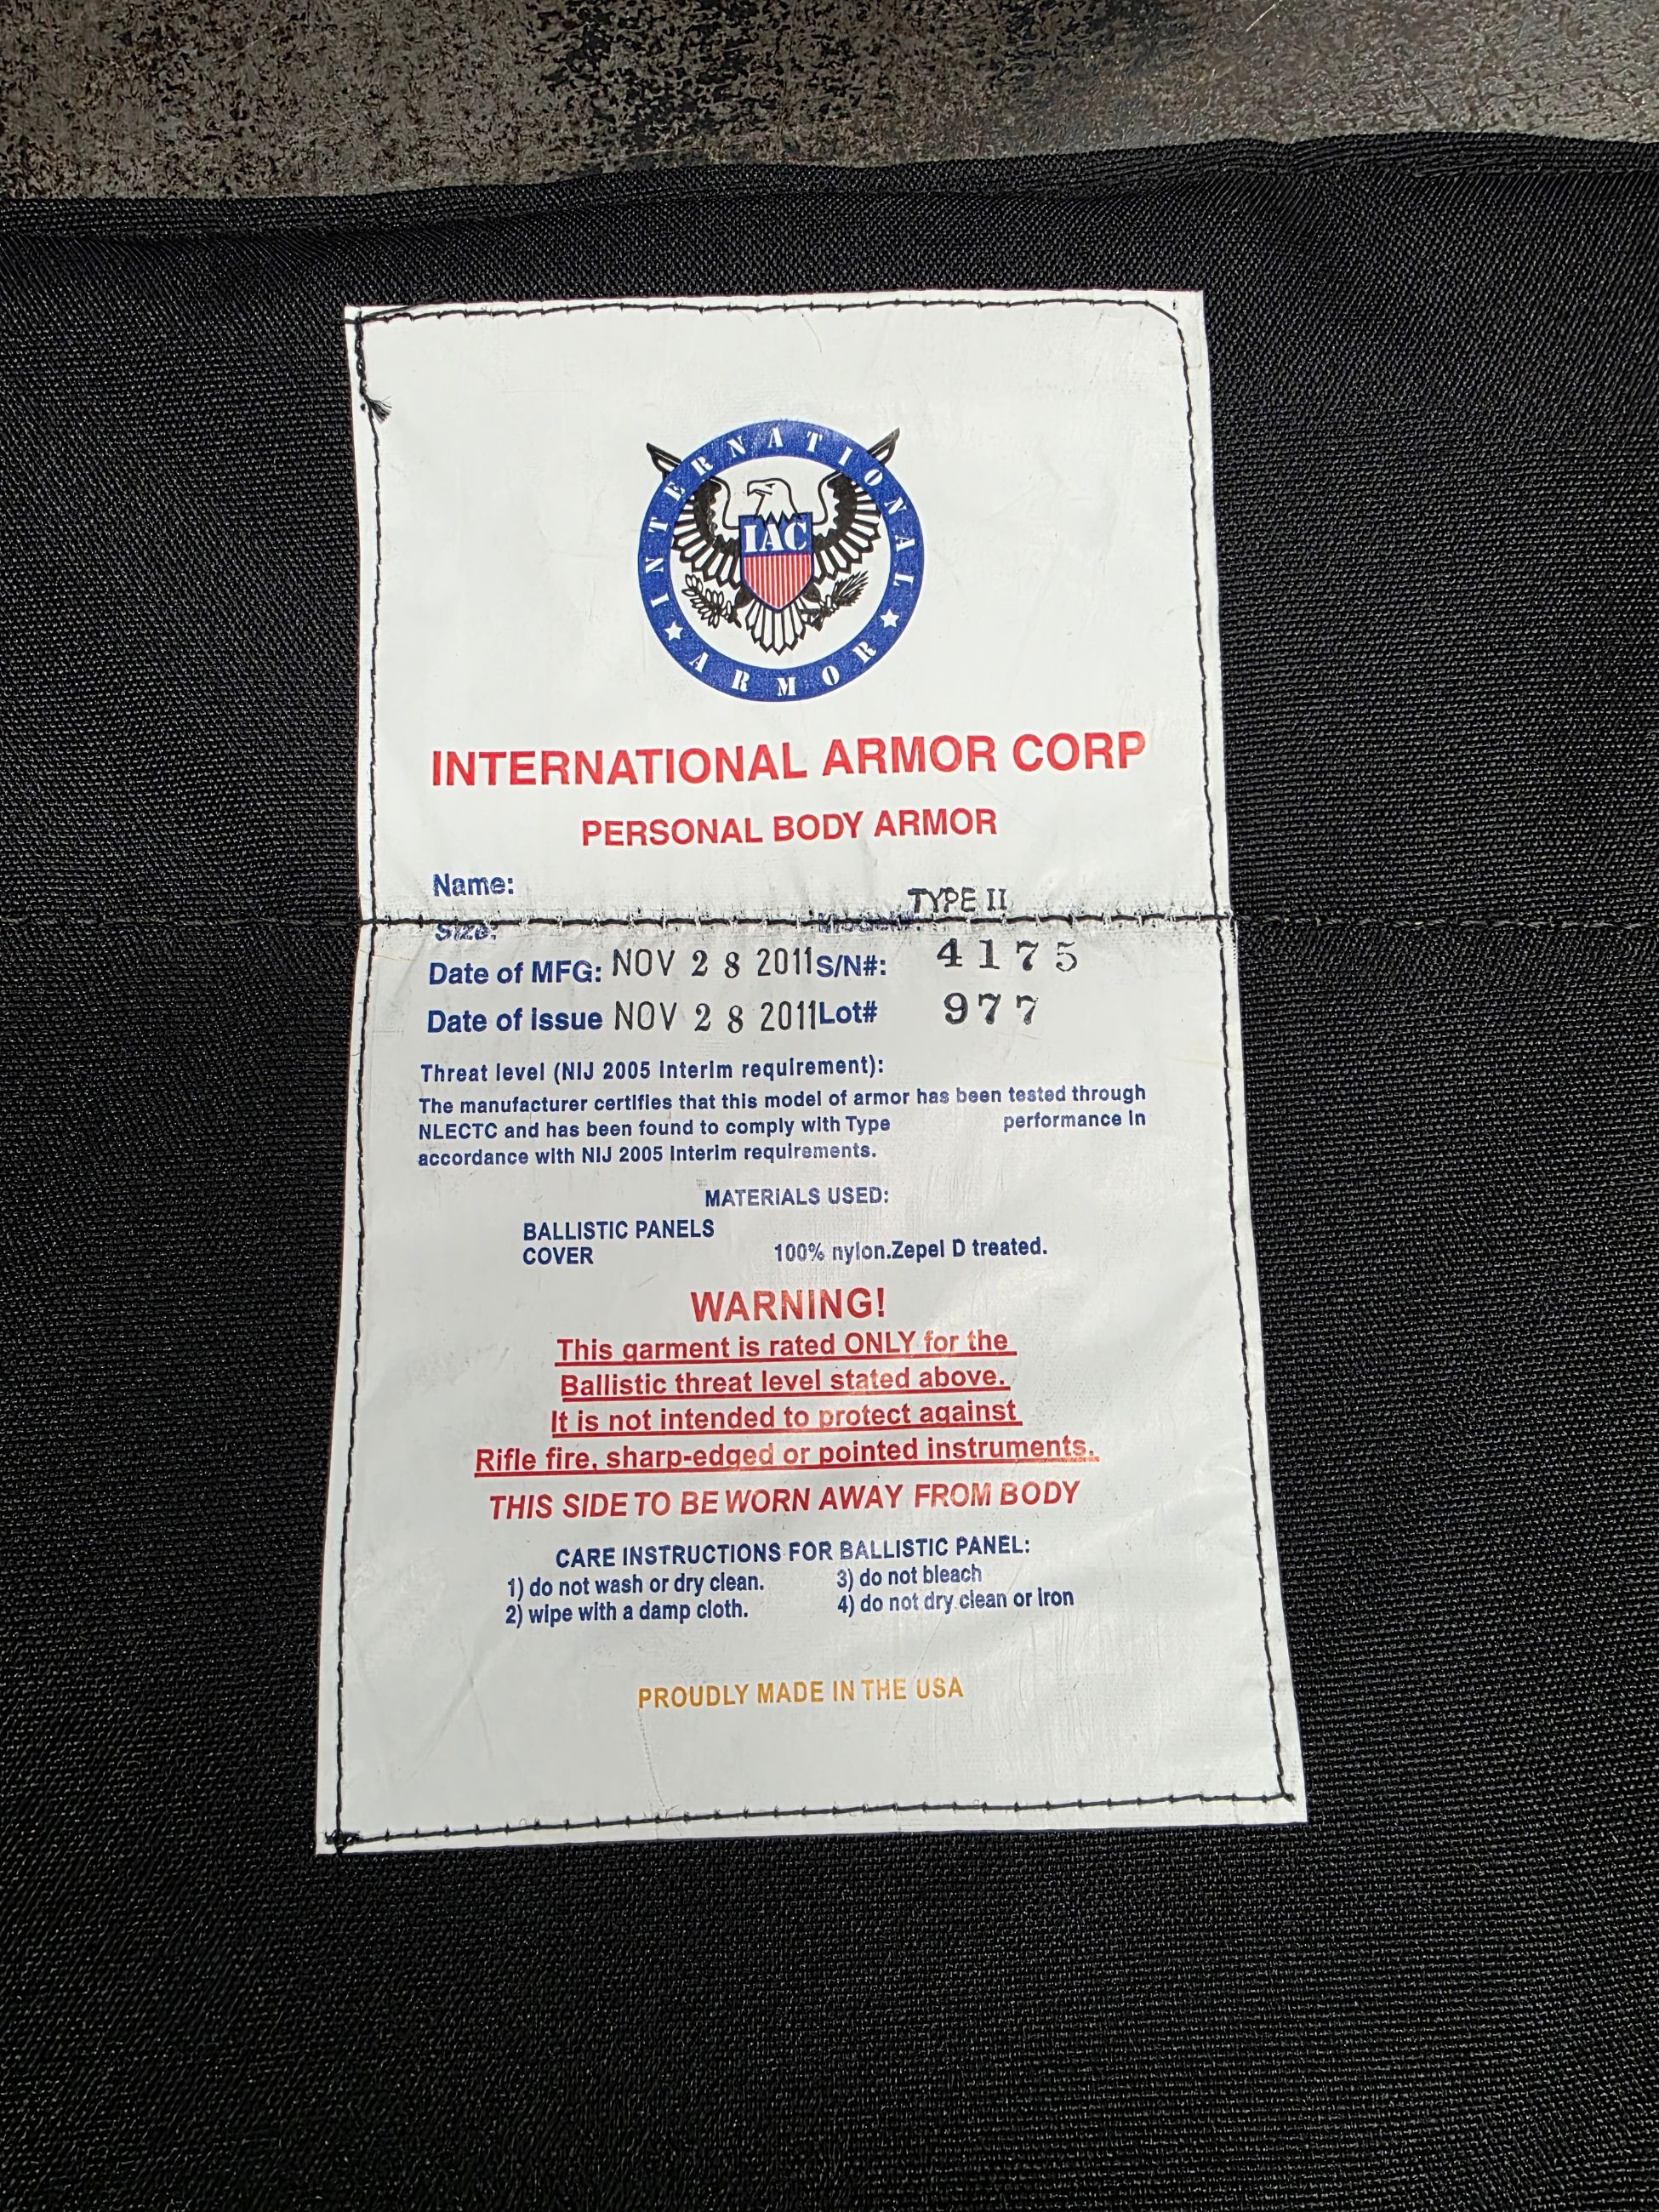 INTERNATIONAL
IAC
★ ARMOR ★
INTERNATIONAL ARMOR CORP
PERSONAL BODY ARMOR
Name:
TYPE II
Size: Model#:
Date of MFG: NOV 28 2011 S/N#: 4175
Date of issue NOV 28 2011 Lot# 977
Threat level (NIJ 2005 Interim requirement):
The manufacturer certifies that this model of armor has been tested through
NLECTC and has been found to comply with Type performance in
accordance with NIJ 2005 Interim requirements.
MATERIALS USED:
BALLISTIC PANELS
COVER 100% nylon.Zepel D treated.
WARNING!
This garment is rated ONLY for the
Ballistic threat level stated above.
It is not intended to protect against
Rifle fire, sharp-edged or pointed instruments.
THIS SIDE TO BE WORN AWAY FROM BODY
CARE INSTRUCTIONS FOR BALLISTIC PANEL:
1) do not wash or dry clean. 3) do not bleach
2) wipe with a damp cloth. 4) do not dry clean or iron
PROUDLY MADE IN THE USA